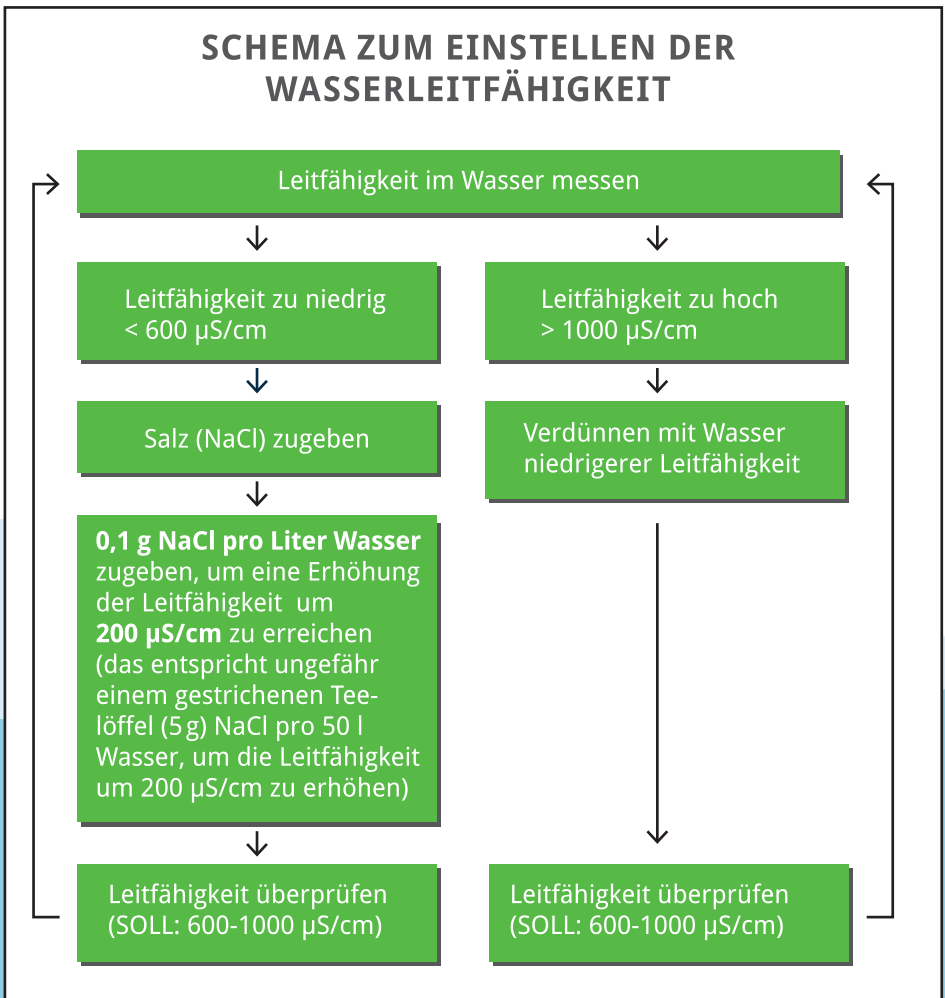 SCHEMA ZUM EINSTELLEN DER
WASSERLEITFÄHIGKEIT
Leitfähigkeit im Wasser messen
Leitfähigkeit zu niedrig
< 600 µS/cm
Leitfähigkeit zu hoch
> 1000 µS/cm
Salz (NaCl) zugeben
Verdünnen mit Wasser
niedrigerer Leitfähigkeit
0,1 g NaCl pro Liter Wasser
zugeben, um eine Erhöhung
der Leitfähigkeit um
200 µS/cm zu erreichen
(das entspricht ungefähr
einem gestrichenen Tee-
löffel (5 g) NaCl pro 50 l
Wasser, um die Leitfähigkeit
um 200 µS/cm zu erhöhen)
Leitfähigkeit überprüfen
(SOLL: 600-1000 µS/cm)
Leitfähigkeit überprüfen
(SOLL: 600-1000 µS/cm)